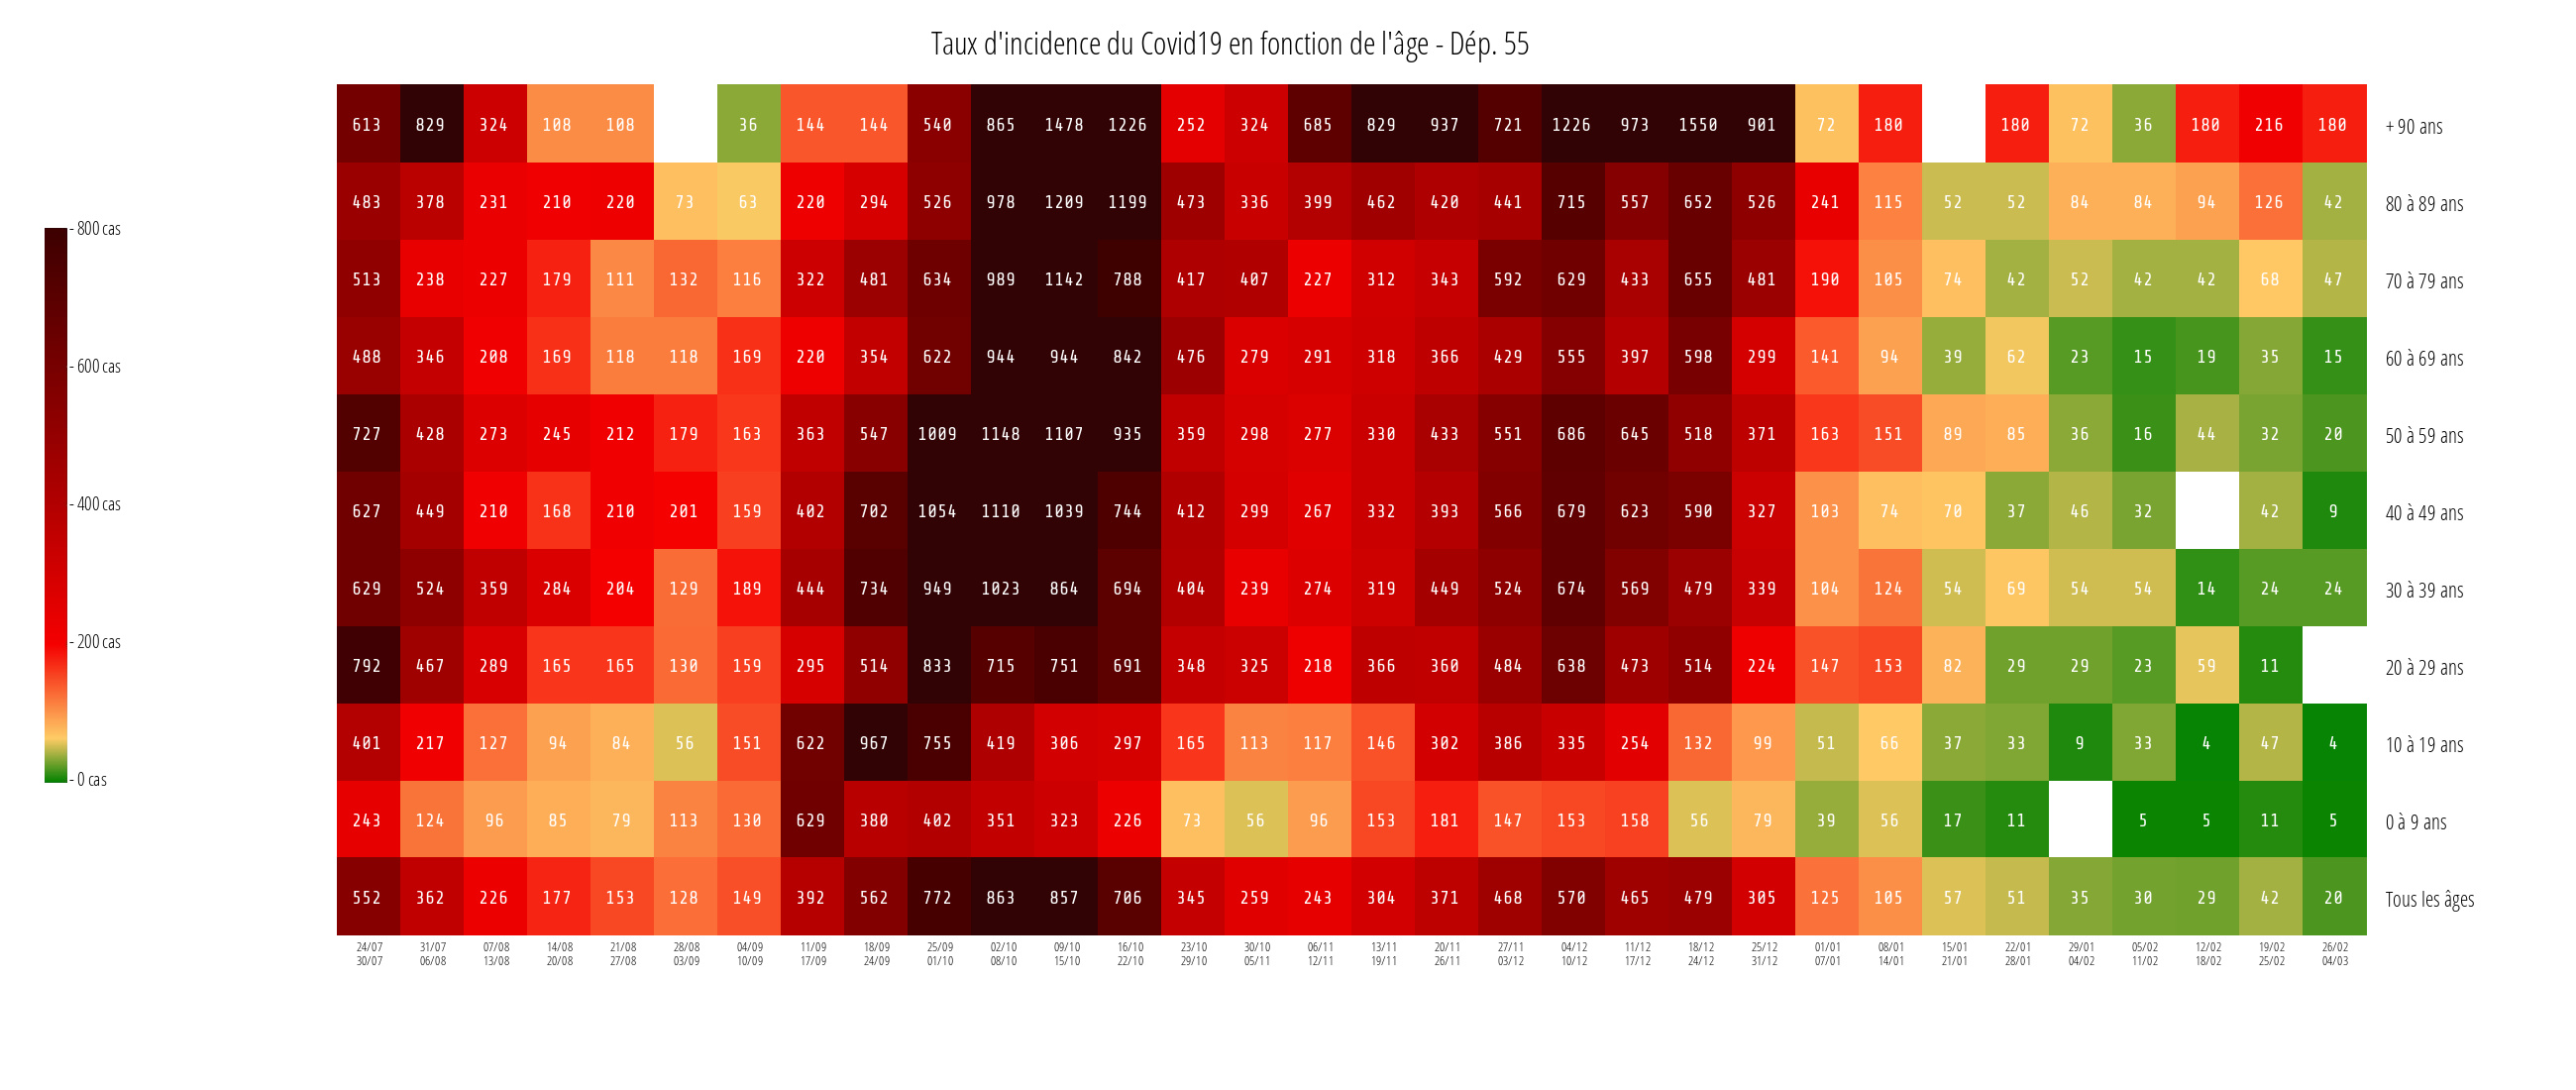 Taux d'incidence du Covid19 en fonction de l'âge - Dép. 55
613 829 324 108 108 36 144 144 540 865 1478 1226 252 324 685 829 937 721 1226 973 1550 901 72 180 180 72 36 180 216 180 + 90 ans
483 378 231 210 220 73 63 220 294 526 978 1209 1199 473 336 399 462 420 441 715 557 652 526 241 115 52 52 84 84 94 126 42 80 à 89 ans
- 800 cas
513 238 227 179 111 132 116 322 481 634 989 1142 788 417 407 227 312 343 592 629 433 655 481 190 105 74 42 52 42 42 68 47 70 à 79 ans
488 346 208 169 118 118 169 220 354 622 944 944 842 476 279 291 318 366 429 555 397 598 299 141 94 39 62 23 15 19 35 15 60 à 69 ans
- 600 cas
727 428 273 245 212 179 163 363 547 1009 1148 1107 935 359 298 277 330 433 551 686 645 518 371 163 151 89 85 36 16 44 32 20 50 à 59 ans
- 400 cas
627 449 210 168 210 201 159 402 702 1054 1110 1039 744 412 299 267 332 393 566 679 623 590 327 103 74 70 37 46 32 42 9 40 à 49 ans
629 524 359 284 204 129 189 444 734 949 1023 864 694 404 239 274 319 449 524 674 569 479 339 104 124 54 69 54 54 14 24 24 30 à 39 ans
- 200 cas
792 467 289 165 165 130 159 295 514 833 715 751 691 348 325 218 366 360 484 638 473 514 224 147 153 82 29 29 23 59 11 20 à 29 ans
401 217 127 94 84 56 151 622 967 755 419 306 297 165 113 117 146 302 386 335 254 132 99 51 66 37 33 9 33 4 47 4 10 à 19 ans
- 0 cas
243 124 96 85 79 113 130 629 380 402 351 323 226 73 56 96 153 181 147 153 158 56 79 39 56 17 11 5 5 11 5 0 à 9 ans
552 362 226 177 153 128 149 392 562 772 863 857 706 345 259 243 304 371 468 570 465 479 305 125 105 57 51 35 30 29 42 20 Tous les âges
24/07 31/07 07/08 14/08 21/08 28/08 04/09 11/09 18/09 25/09 02/10 09/10 16/10 23/10 30/10 06/11 13/11 20/11 27/11 04/12 11/12 18/12 25/12 01/01 08/01 15/01 22/01 29/01 05/02 12/02 19/02 26/02
30/07 06/08 13/08 20/08 27/08 03/09 10/09 17/09 24/09 01/10 08/10 15/10 22/10 29/10 05/11 12/11 19/11 26/11 03/12 10/12 17/12 24/12 31/12 07/01 14/01 21/01 28/01 04/02 11/02 18/02 25/02 04/03